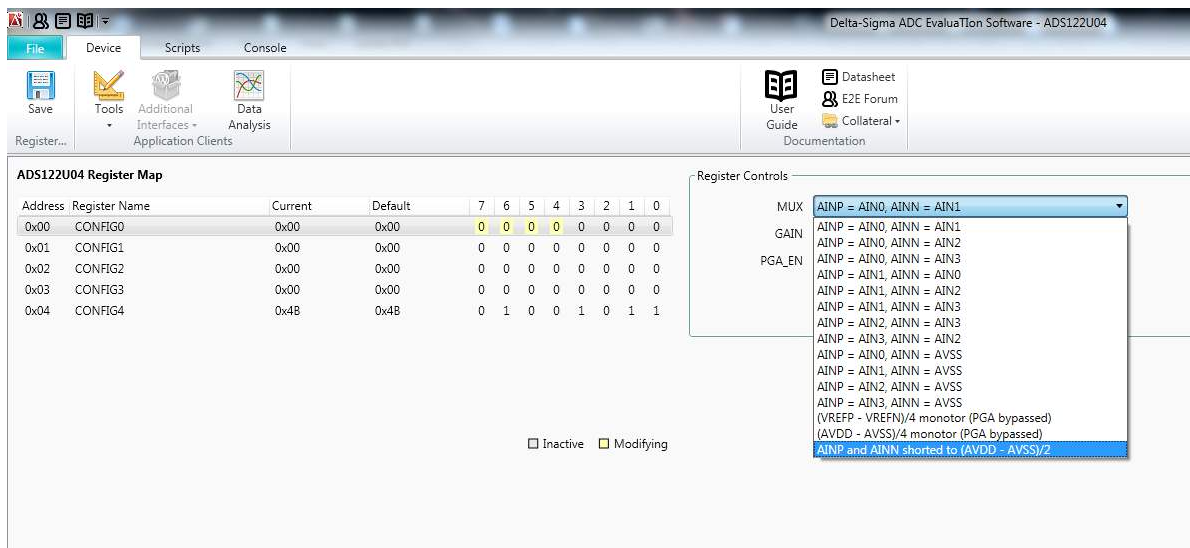 Delta-Sigma ADC EvaluaTIon Software - ADS122U04
File Device Scripts Console
Save
Tools
Additional Interfaces
Data Analysis
User Guide
Datasheet
E2E Forum
Collateral
Register...
Application Clients
Documentation
ADS122U04 Register Map
Address Register Name Current Default 7 6 5 4 3 2 1 0
0x00 CONFIG0 0x00 0x00 0 0 0 0 0 0 0 0
0x01 CONFIG1 0x00 0x00 0 0 0 0 0 0 0 0
0x02 CONFIG2 0x00 0x00 0 0 0 0 0 0 0 0
0x03 CONFIG3 0x00 0x00 0 0 0 0 0 0 0 0
0x04 CONFIG4 0x4B 0x4B 0 1 0 0 1 0 1 1
Inactive Modifying
Register Controls
MUX AINP = AIN0, AINN = AIN1
GAIN
PGA_EN
AINP = AIN0, AINN = AIN1
AINP = AIN0, AINN = AIN2
AINP = AIN0, AINN = AIN3
AINP = AIN1, AINN = AIN0
AINP = AIN1, AINN = AIN2
AINP = AIN1, AINN = AIN3
AINP = AIN2, AINN = AIN3
AINP = AIN3, AINN = AIN2
AINP = AIN0, AINN = AVSS
AINP = AIN1, AINN = AVSS
AINP = AIN2, AINN = AVSS
AINP = AIN3, AINN = AVSS
(VREFP - VREFN)/4 monotor (PGA bypassed)
(AVDD - AVSS)/4 monotor (PGA bypassed)
AINP and AINN shorted to (AVDD - AVSS)/2